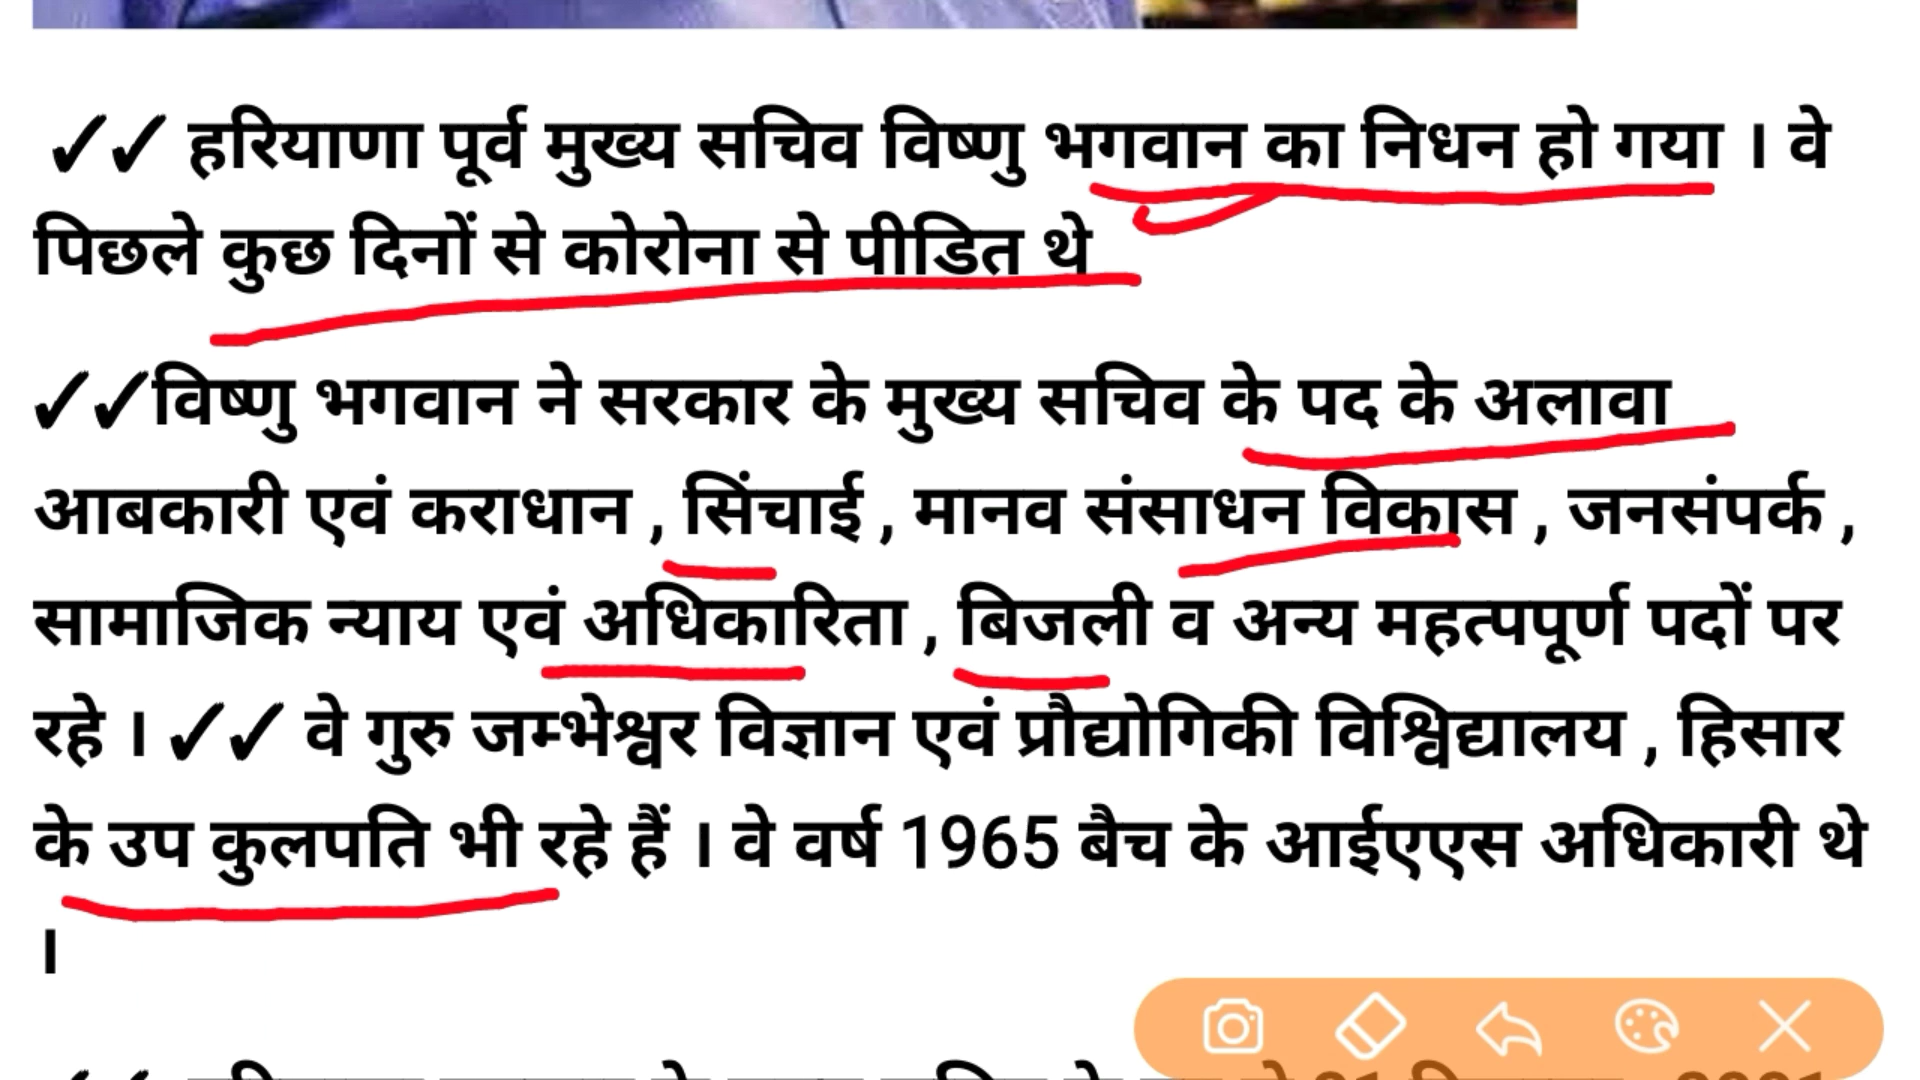 ✓✓ हरियाणा पूर्व मुख्य सचिव विष्णु भगवान का निधन हो गया । वे
पिछले कुछ दिनों से कोरोना से पीडित थे
✓✓विष्णु भगवान ने सरकार के मुख्य सचिव के पद के अलावा
आबकारी एवं कराधान , सिंचाई , मानव संसाधन विकास , जनसंपर्क ,
सामाजिक न्याय एवं अधिकारिता , बिजली व अन्य महत्पपूर्ण पदों पर
रहे । ✓✓ वे गुरु जम्भेश्वर विज्ञान एवं प्रौद्योगिकी विश्विद्यालय , हिसार
के उप कुलपति भी रहे हैं । वे वर्ष 1965 बैच के आईएएस अधिकारी थे
।